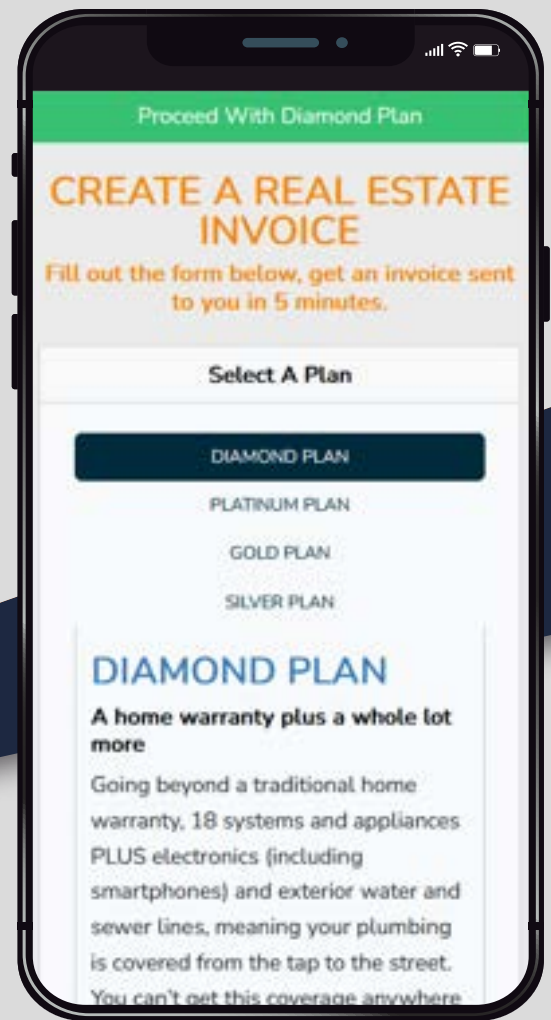 Proceed With Diamond Plan
CREATE A REAL ESTATE
INVOICE
Fill out the form below, get an invoice sent
to you in 5 minutes.
Select A Plan
DIAMOND PLAN
PLATINUM PLAN
GOLD PLAN
SILVER PLAN
DIAMOND PLAN
A home warranty plus a whole lot
more
Going beyond a traditional home
warranty, 18 systems and appliances
PLUS electronics (including
smartphones) and exterior water and
sewer lines, meaning your plumbing
is covered from the tap to the street.
You can't get this coverage anywhere